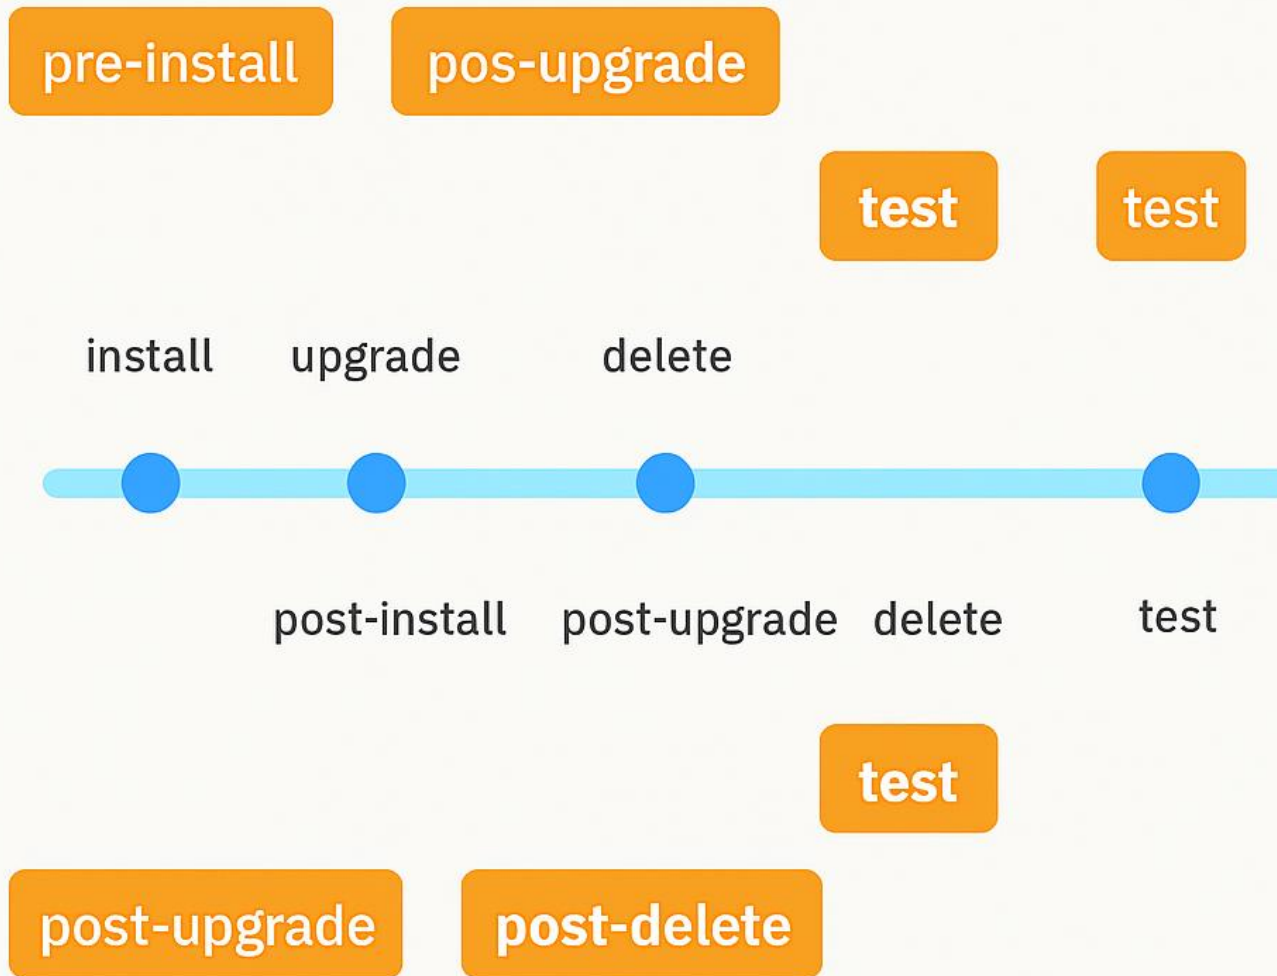 pre-install pos-upgrade
test test
install upgrade delete
post-install post-upgrade delete test
test
post-upgrade post-delete